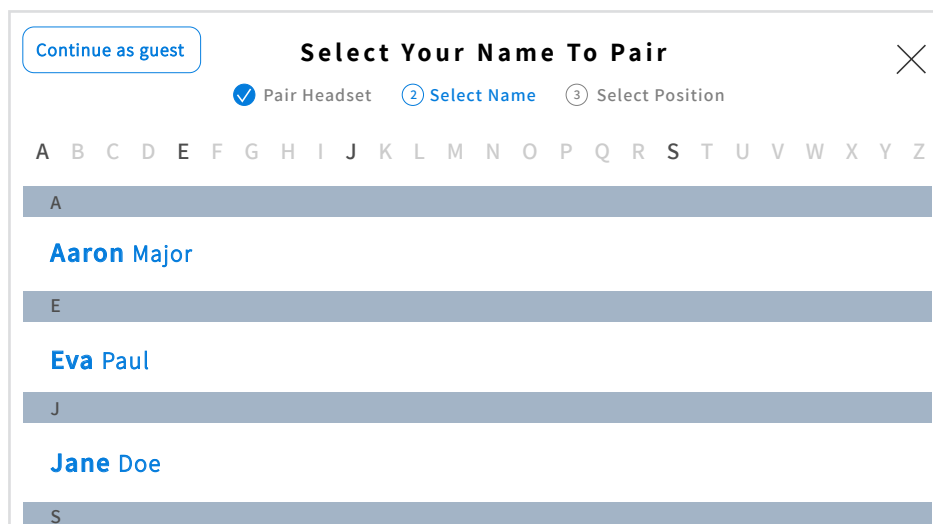 Continue as guest
Select Your Name To Pair
Pair Headset 2 Select Name 3 Select Position
A B C D E F G H I J K L M N O P Q R S T U V W X Y Z
A
Aaron Major
E
Eva Paul
J
Jane Doe
S